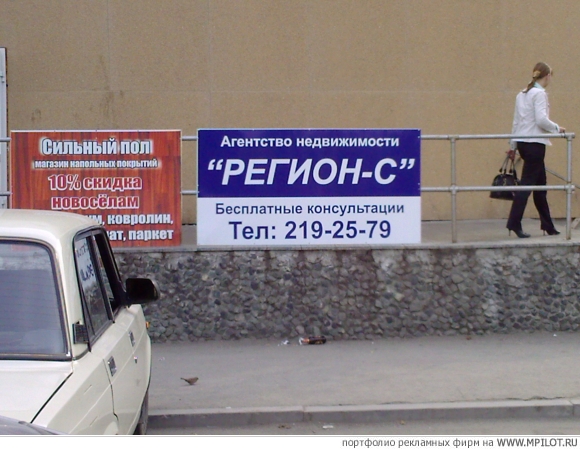 Сильный пол
магазин напольных покрытий
10% скидка
новосёлам
ковролин,
паркет
Агентство недвижимости
"РЕГИОН-С"
Бесплатные консультации
Тел: 219-25-79
портфолио рекламных фирм на WWW.MPILOT.RU